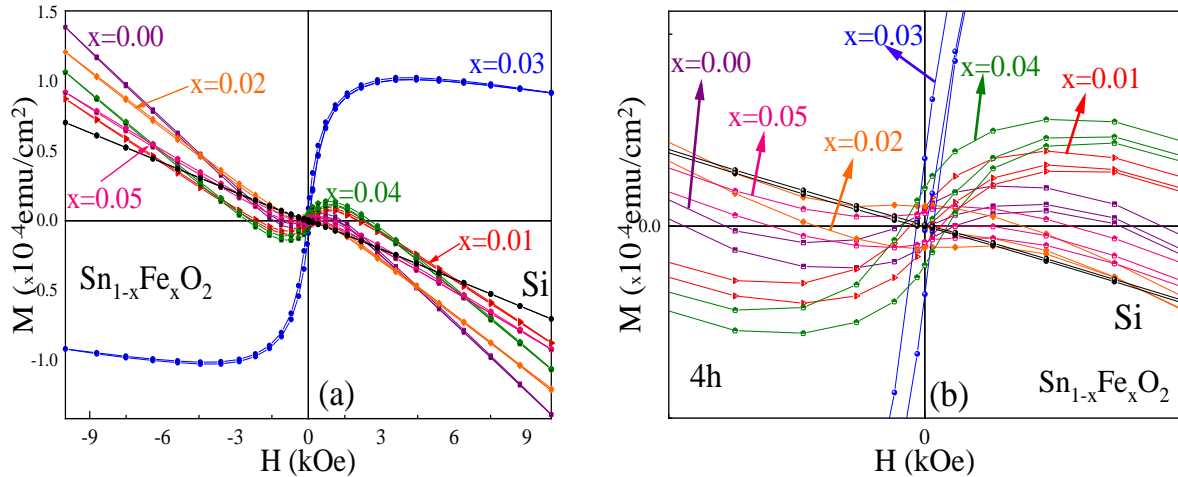 1.5
1.0
0.5
0.0
-0.5
-1.0
M (x10⁻⁴emu/cm²)
x=0.00
x=0.02
x=0.03
x=0.05
x=0.04
x=0.01
Sn₁₋ₓFeₓO₂
Si
(a)
-9 -6 -3 0 3 6 9
H (kOe)
x=0.03
x=0.00
x=0.04
x=0.01
x=0.05
x=0.02
0.0
M (x10⁻⁴emu/cm²)
Si
4h
(b)
Sn₁₋ₓFeₓO₂
0
H (kOe)